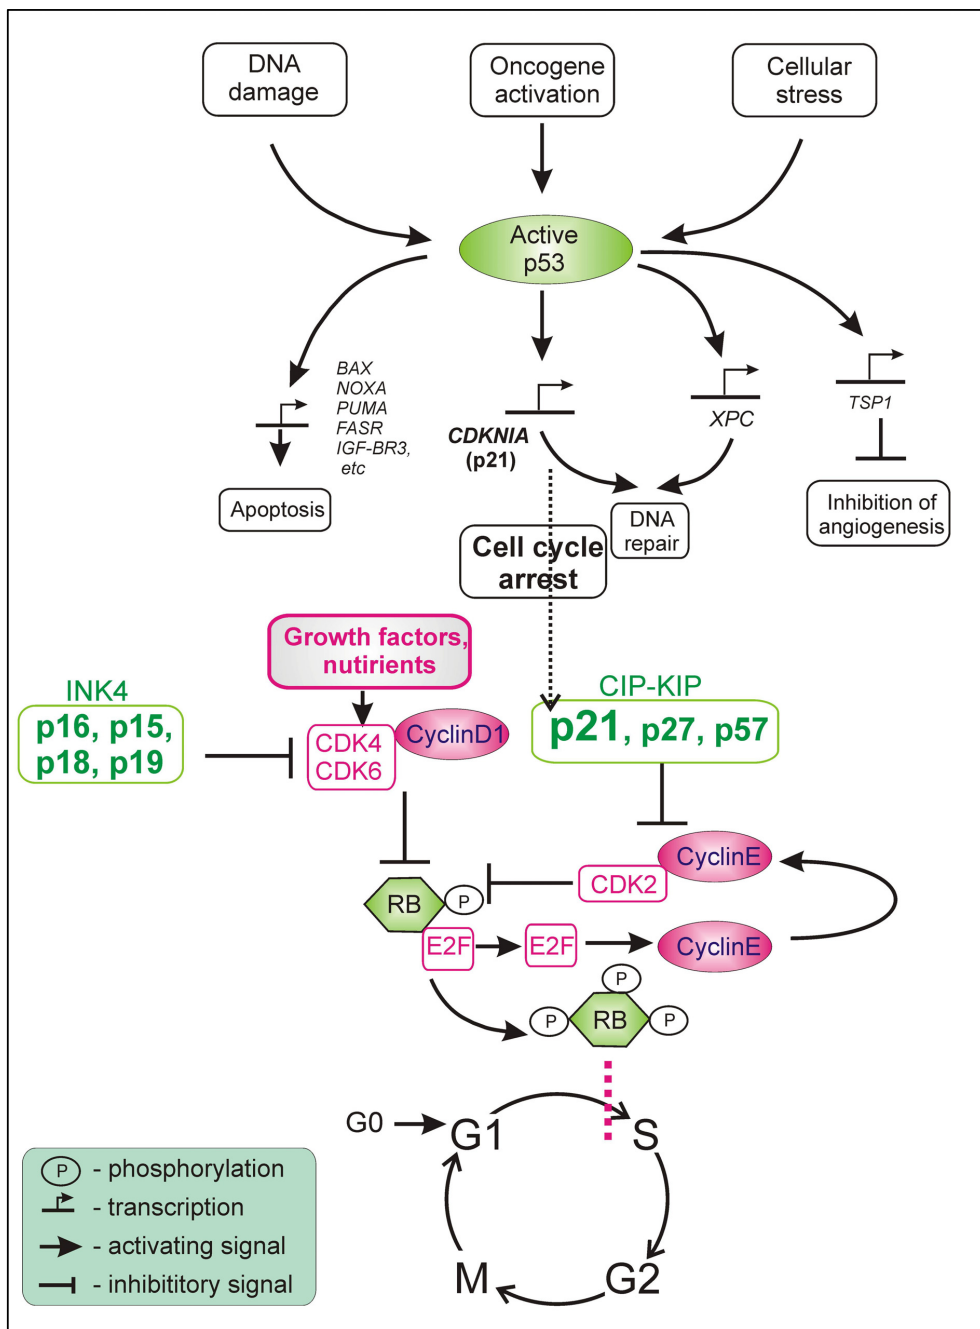 DNA
damage
Oncogene
activation
Cellular
stress
Active
p53
BAX
NOXA
PUMA
FASR
IGF-BR3,
etc
CDKNIA
(p21)
XPC
TSP1
Apoptosis
DNA
repair
Inhibition of
angiogenesis
Cell cycle
arrest
Growth factors,
nutirients
INK4
p16, p15,
p18, p19
CDK4
CDK6
CyclinD1
CIP-KIP
p21, p27, p57
CyclinE
CDK2
RB
P
E2F
E2F
CyclinE
P
P
RB
P
G0
G1
S
M
G2
P - phosphorylation
- transcription
- activating signal
- inhibititory signal